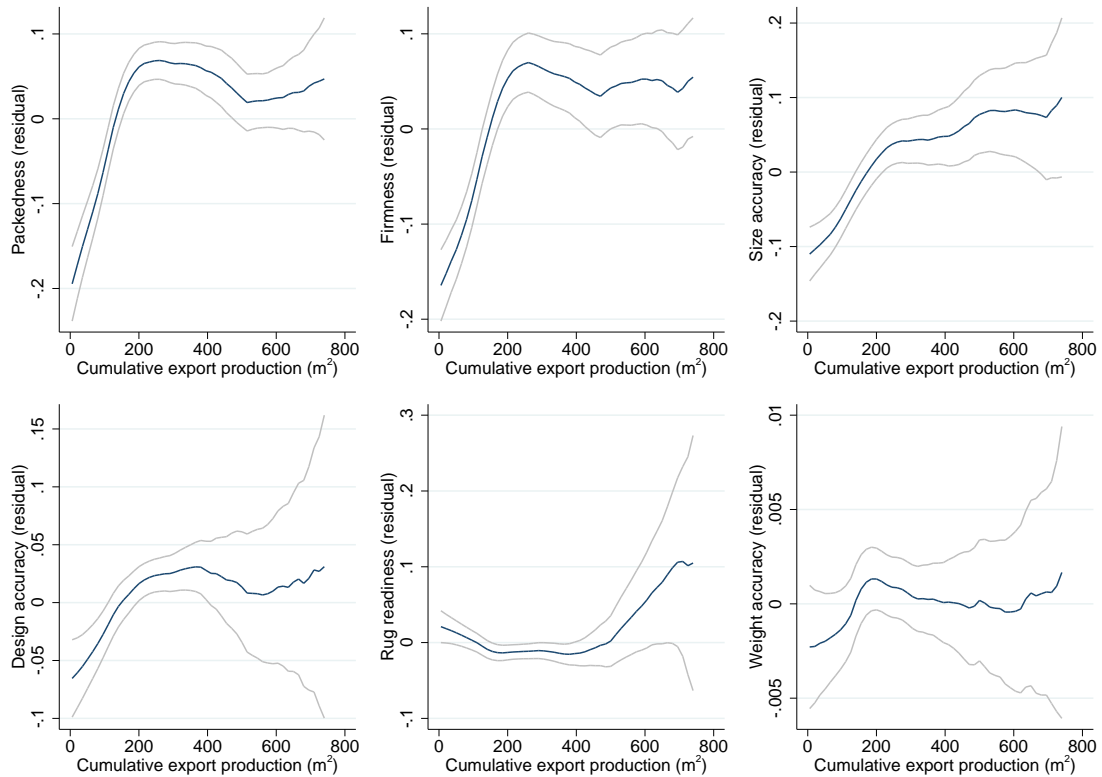 Packedness (residual)
.1
0
-.1
-.2
0 200 400 600 800
Cumulative export production (m²)
Firmness (residual)
.1
0
-.1
-.2
0 200 400 600 800
Cumulative export production (m²)
Size accuracy (residual)
.2
.1
0
-.1
-.2
0 200 400 600 800
Cumulative export production (m²)
Design accuracy (residual)
.15
.1
.05
0
-.05
-.1
0 200 400 600 800
Cumulative export production (m²)
Rug readiness (residual)
.3
.2
.1
0
-.1
0 200 400 600 800
Cumulative export production (m²)
Weight accuracy (residual)
.01
.005
0
-.005
0 200 400 600 800
Cumulative export production (m²)